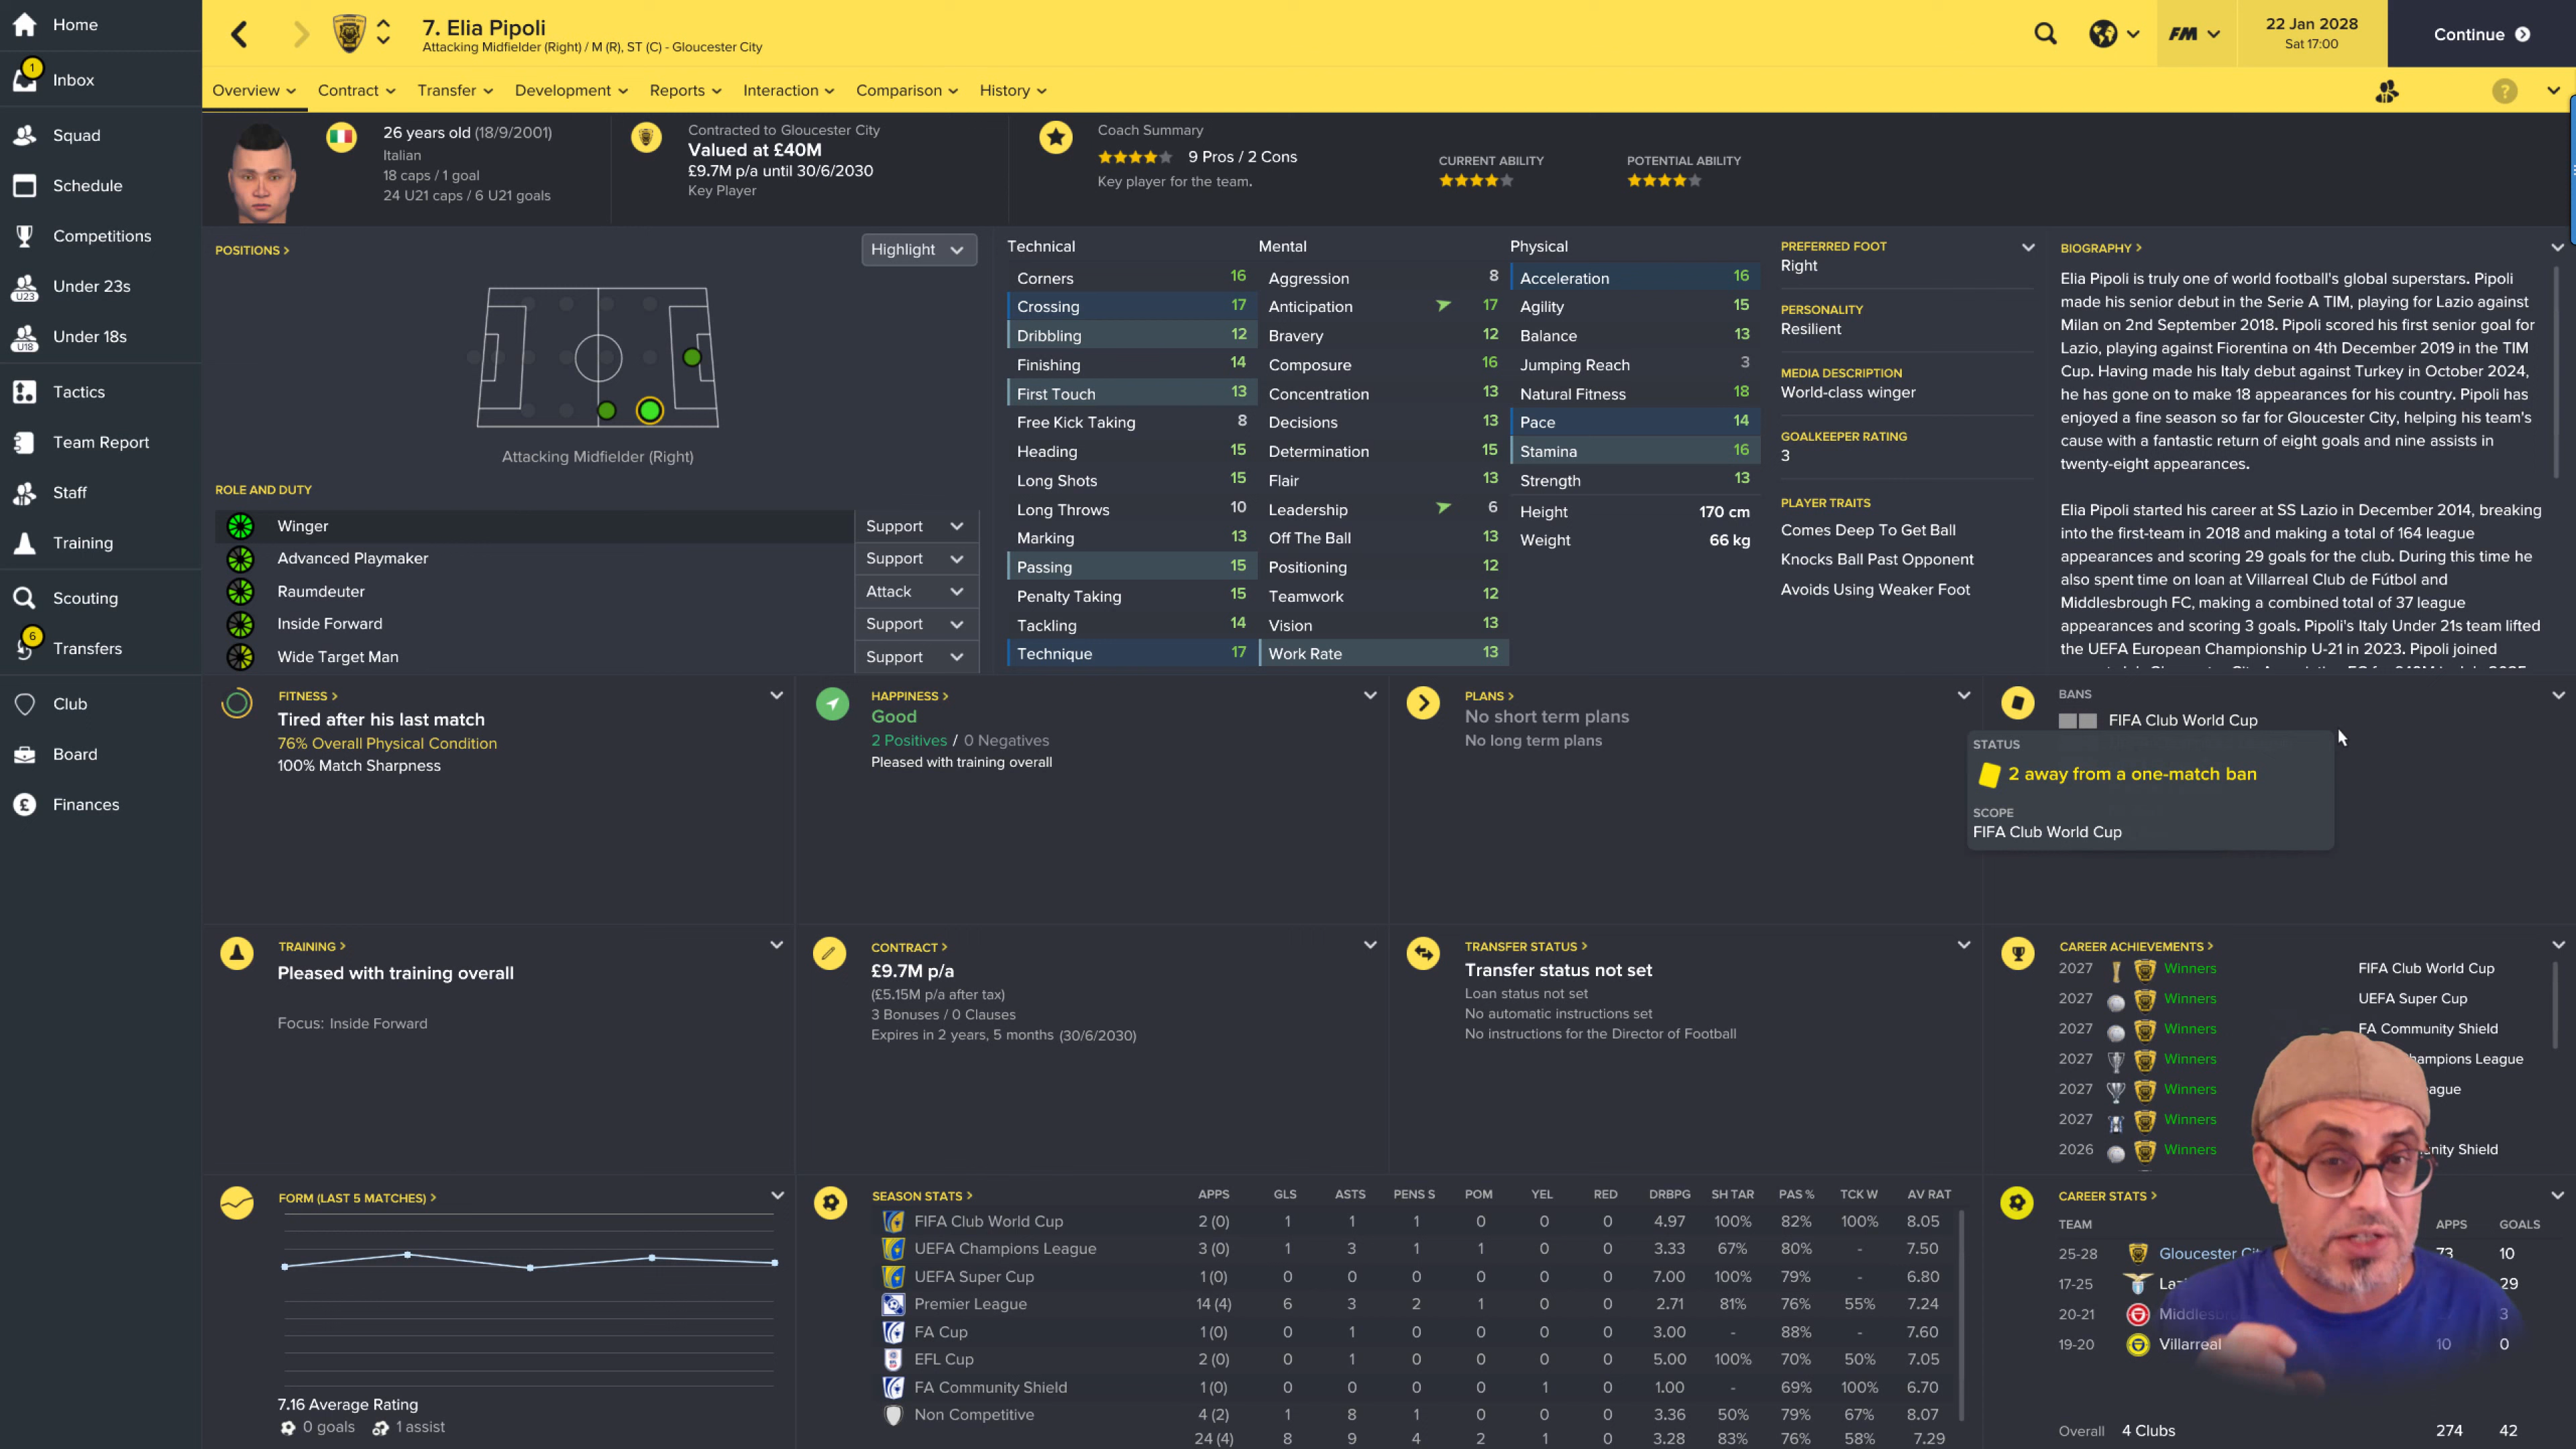 Home
1
Inbox
Squad
Schedule
Competitions
U23
Under 23s
U18
Under 18s
Tactics
Team Report
Staff
Training
Scouting
6
Transfers
Club
Board
Finances
7. Elia Pipoli
Attacking Midfielder (Right) / M (R), ST (C) - Gloucester City
FM
22 Jan 2028
Sat 17:00
Continue
Overview Contract Transfer Development Reports Interaction Comparison History
?
26 years old (18/9/2001)
Italian
18 caps / 1 goal
24 U21 caps / 6 U21 goals
Contracted to Gloucester City
Valued at £40M
£9.7M p/a until 30/6/2030
Key Player
Coach Summary
9 Pros / 2 Cons
Key player for the team.
CURRENT ABILITY
POTENTIAL ABILITY
POSITIONS >
Highlight
Attacking Midfielder (Right)
ROLE AND DUTY
Winger Support
Advanced Playmaker Support
Raumdeuter Attack
Inside Forward Support
Wide Target Man Support
Technical
Corners 16
Crossing 17
Dribbling 12
Finishing 14
First Touch 13
Free Kick Taking 8
Heading 15
Long Shots 15
Long Throws 10
Marking 13
Passing 15
Penalty Taking 15
Tackling 14
Technique 17
Mental
Aggression 8
Anticipation 17
Bravery 12
Composure 16
Concentration 13
Decisions 13
Determination 15
Flair 13
Leadership 6
Off The Ball 13
Positioning 12
Teamwork 12
Vision 13
Work Rate 13
Physical
Acceleration 16
Agility 15
Balance 13
Jumping Reach 3
Natural Fitness 18
Pace 14
Stamina 16
Strength 13
Height 170 cm
Weight 66 kg
PREFERRED FOOT
Right
PERSONALITY
Resilient
MEDIA DESCRIPTION
World-class winger
GOALKEEPER RATING
3
PLAYER TRAITS
Comes Deep To Get Ball
Knocks Ball Past Opponent
Avoids Using Weaker Foot
BIOGRAPHY >
Elia Pipoli is truly one of world football's global superstars. Pipoli
made his senior debut in the Serie A TIM, playing for Lazio against
Milan on 2nd September 2018. Pipoli scored his first senior goal for
Lazio, playing against Fiorentina on 4th December 2019 in the TIM
Cup. Having made his Italy debut against Turkey in October 2024,
he has gone on to make 18 appearances for his country. Pipoli has
enjoyed a fine season so far for Gloucester City, helping his team's
cause with a fantastic return of eight goals and nine assists in
twenty-eight appearances.
Elia Pipoli started his career at SS Lazio in December 2014, breaking
into the first-team in 2018 and making a total of 164 league
appearances and scoring 29 goals for the club. During this time he
also spent time on loan at Villarreal Club de Fútbol and
Middlesbrough FC, making a combined total of 37 league
appearances and scoring 3 goals. Pipoli's Italy Under 21s team lifted
the UEFA European Championship U-21 in 2023. Pipoli joined
FITNESS >
Tired after his last match
76% Overall Physical Condition
100% Match Sharpness
HAPPINESS >
Good
2 Positives / 0 Negatives
Pleased with training overall
PLANS >
No short term plans
No long term plans
BANS
FIFA Club World Cup
STATUS
2 away from a one-match ban
SCOPE
FIFA Club World Cup
TRAINING >
Pleased with training overall
Focus: Inside Forward
CONTRACT >
£9.7M p/a
(£5.15M p/a after tax)
3 Bonuses / 0 Clauses
Expires in 2 years, 5 months (30/6/2030)
TRANSFER STATUS >
Transfer status not set
Loan status not set
No automatic instructions set
No instructions for the Director of Football
CAREER ACHIEVEMENTS >
2027 Winners FIFA Club World Cup
2027 Winners UEFA Super Cup
2027 Winners FA Community Shield
2027 Winners hampions League
2027 Winners ague
2027 Winners
2026 Winners nity Shield
FORM (LAST 5 MATCHES) >
7.16 Average Rating
0 goals 1 assist
SEASON STATS > APPS GLS ASTS PENS S POM YEL RED DRBPG SH TAR PAS % TCK W AV RAT
FIFA Club World Cup 2 (0) 1 1 1 0 0 0 4.97 100% 82% 100% 8.05
UEFA Champions League 3 (0) 1 3 1 1 0 0 3.33 67% 80% - 7.50
UEFA Super Cup 1 (0) 0 0 0 0 0 0 7.00 100% 79% - 6.80
Premier League 14 (4) 6 3 2 1 0 0 2.71 81% 76% 55% 7.24
FA Cup 1 (0) 0 1 0 0 0 0 3.00 - 88% - 7.60
EFL Cup 2 (0) 0 1 0 0 0 0 5.00 100% 70% 50% 7.05
FA Community Shield 1 (0) 0 0 0 0 1 0 1.00 - 69% 100% 6.70
Non Competitive 4 (2) 1 8 1 0 0 0 3.36 50% 79% 67% 8.07
24 (4) 8 9 4 2 1 0 3.28 83% 76% 58% 7.29
CAREER STATS >
TEAM APPS GOALS
25-28 Gloucester Cit 73 10
17-25 Laz 29
20-21 Middlesbr 3
19-20 Villarreal 10 0
Overall 4 Clubs 274 42